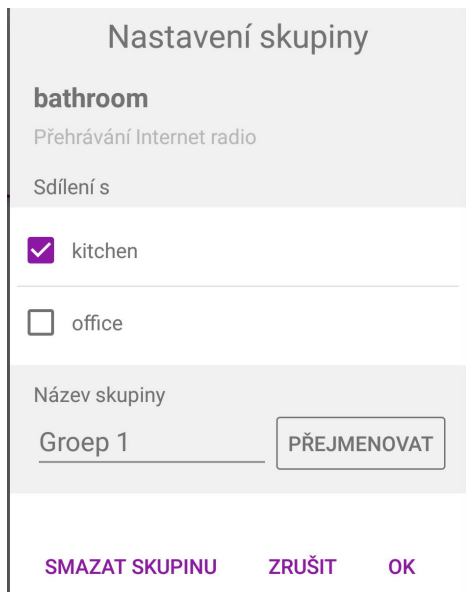 Nastavení skupiny
bathroom
Přehrávání Internet radio
Sdílení s
kitchen
office
Název skupiny
Groep 1
PŘEJMENOVAT
SMAZAT SKUPINU
ZRUŠIT
OK